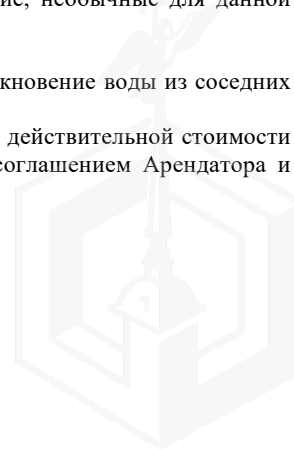 ие, необычные для данной
кновение воды из соседних
действительной стоимости
соглашением Арендатора и